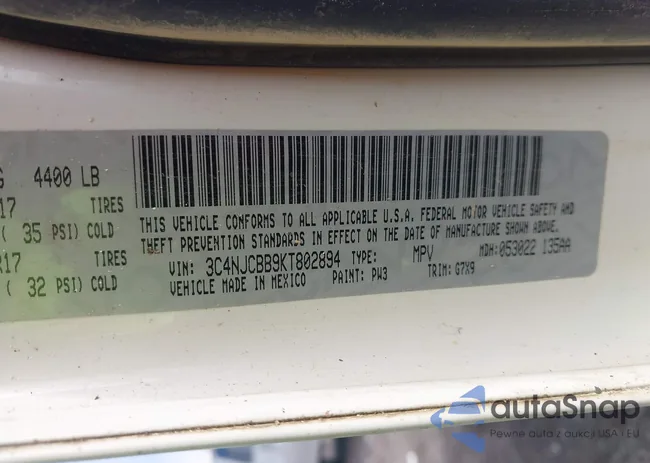 G 4400 LB
17 TIRES
( 35 PSI) COLD
R17 TIRES
( 32 PSI) COLD
THIS VEHICLE CONFORMS TO ALL APPLICABLE U.S.A. FEDERAL MOTOR VEHICLE SAFETY AND
THEFT PREVENTION STANDARDS IN EFFECT ON THE DATE OF MANUFACTURE SHOWN ABOVE.
VIN: 3C4NJCBB9KT802894 TYPE: MPV MDH: 053022 135AA
VEHICLE MADE IN MEXICO PAINT: PW3 TRIM: G7X9
autoSnap
Pewne auta z aukcji USA i EU